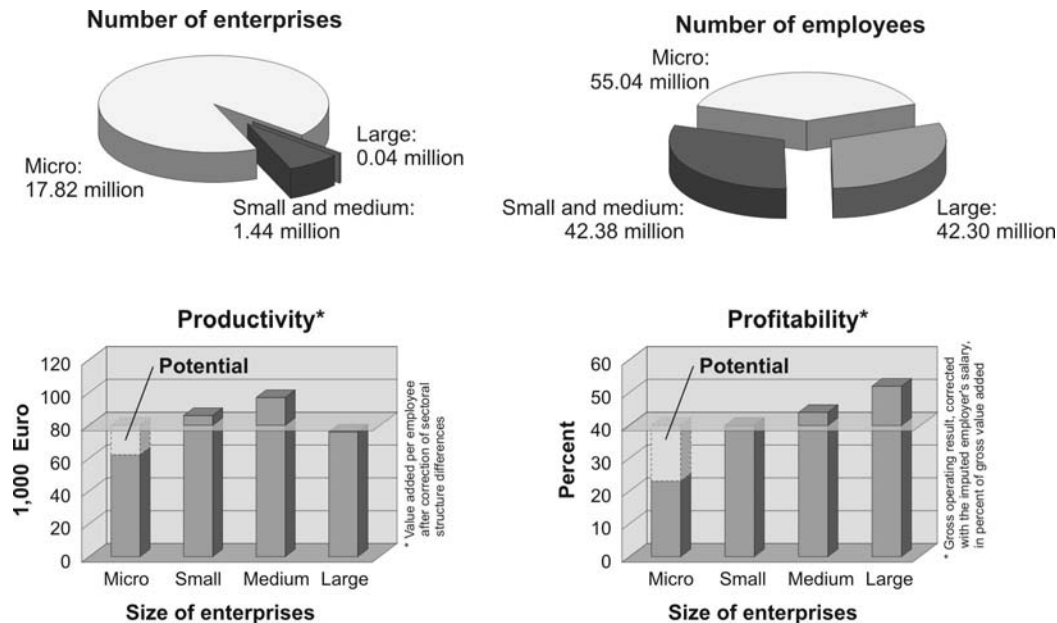 Number of enterprises
Micro:
17.82 million
Large:
0.04 million
Small and medium:
1.44 million
Number of employees
Micro:
55.04 million
Small and medium:
42.38 million
Large:
42.30 million
Productivity*
Potential
1,000 Euro
120
100
80
60
40
20
0
Micro Small Medium Large
Size of enterprises
* Value added per employee
after correction of sectoral
structure differences
Profitability*
Potential
Percent
60
50
40
30
20
10
0
Micro Small Medium Large
Size of enterprises
* Gross operating result, corrected
with the imputed employer's salary,
in percent of gross value added